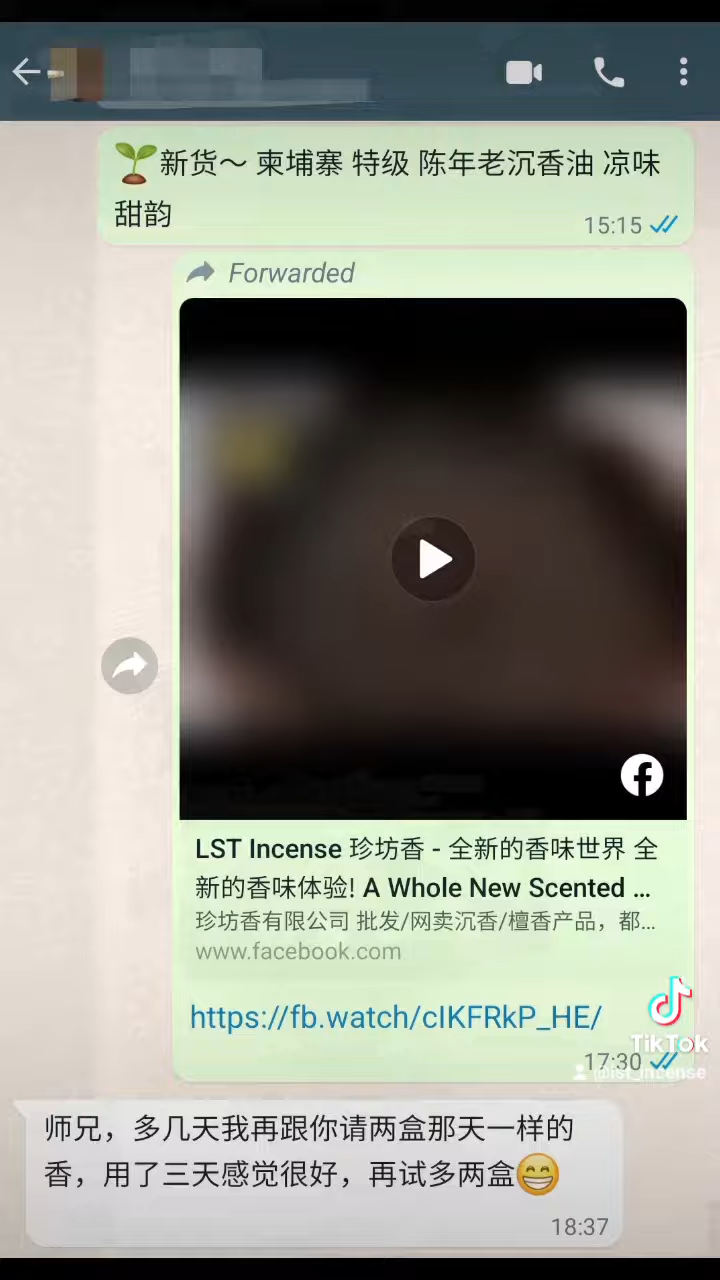 🌱新货～ 柬埔寨 特级 陈年老沉香油 凉味
甜韵
15:15
Forwarded
LST Incense 珍坊香 - 全新的香味世界 全
新的香味体验! A Whole New Scented ...
珍坊香有限公司 批发/网卖沉香/檀香产品，都...
www.facebook.com
https://fb.watch/cIKFRkP_HE/
TikTok
17:30
@lst_incense
师兄，多几天我再跟你请两盒那天一样的
香，用了三天感觉很好，再试多两盒😁
18:37